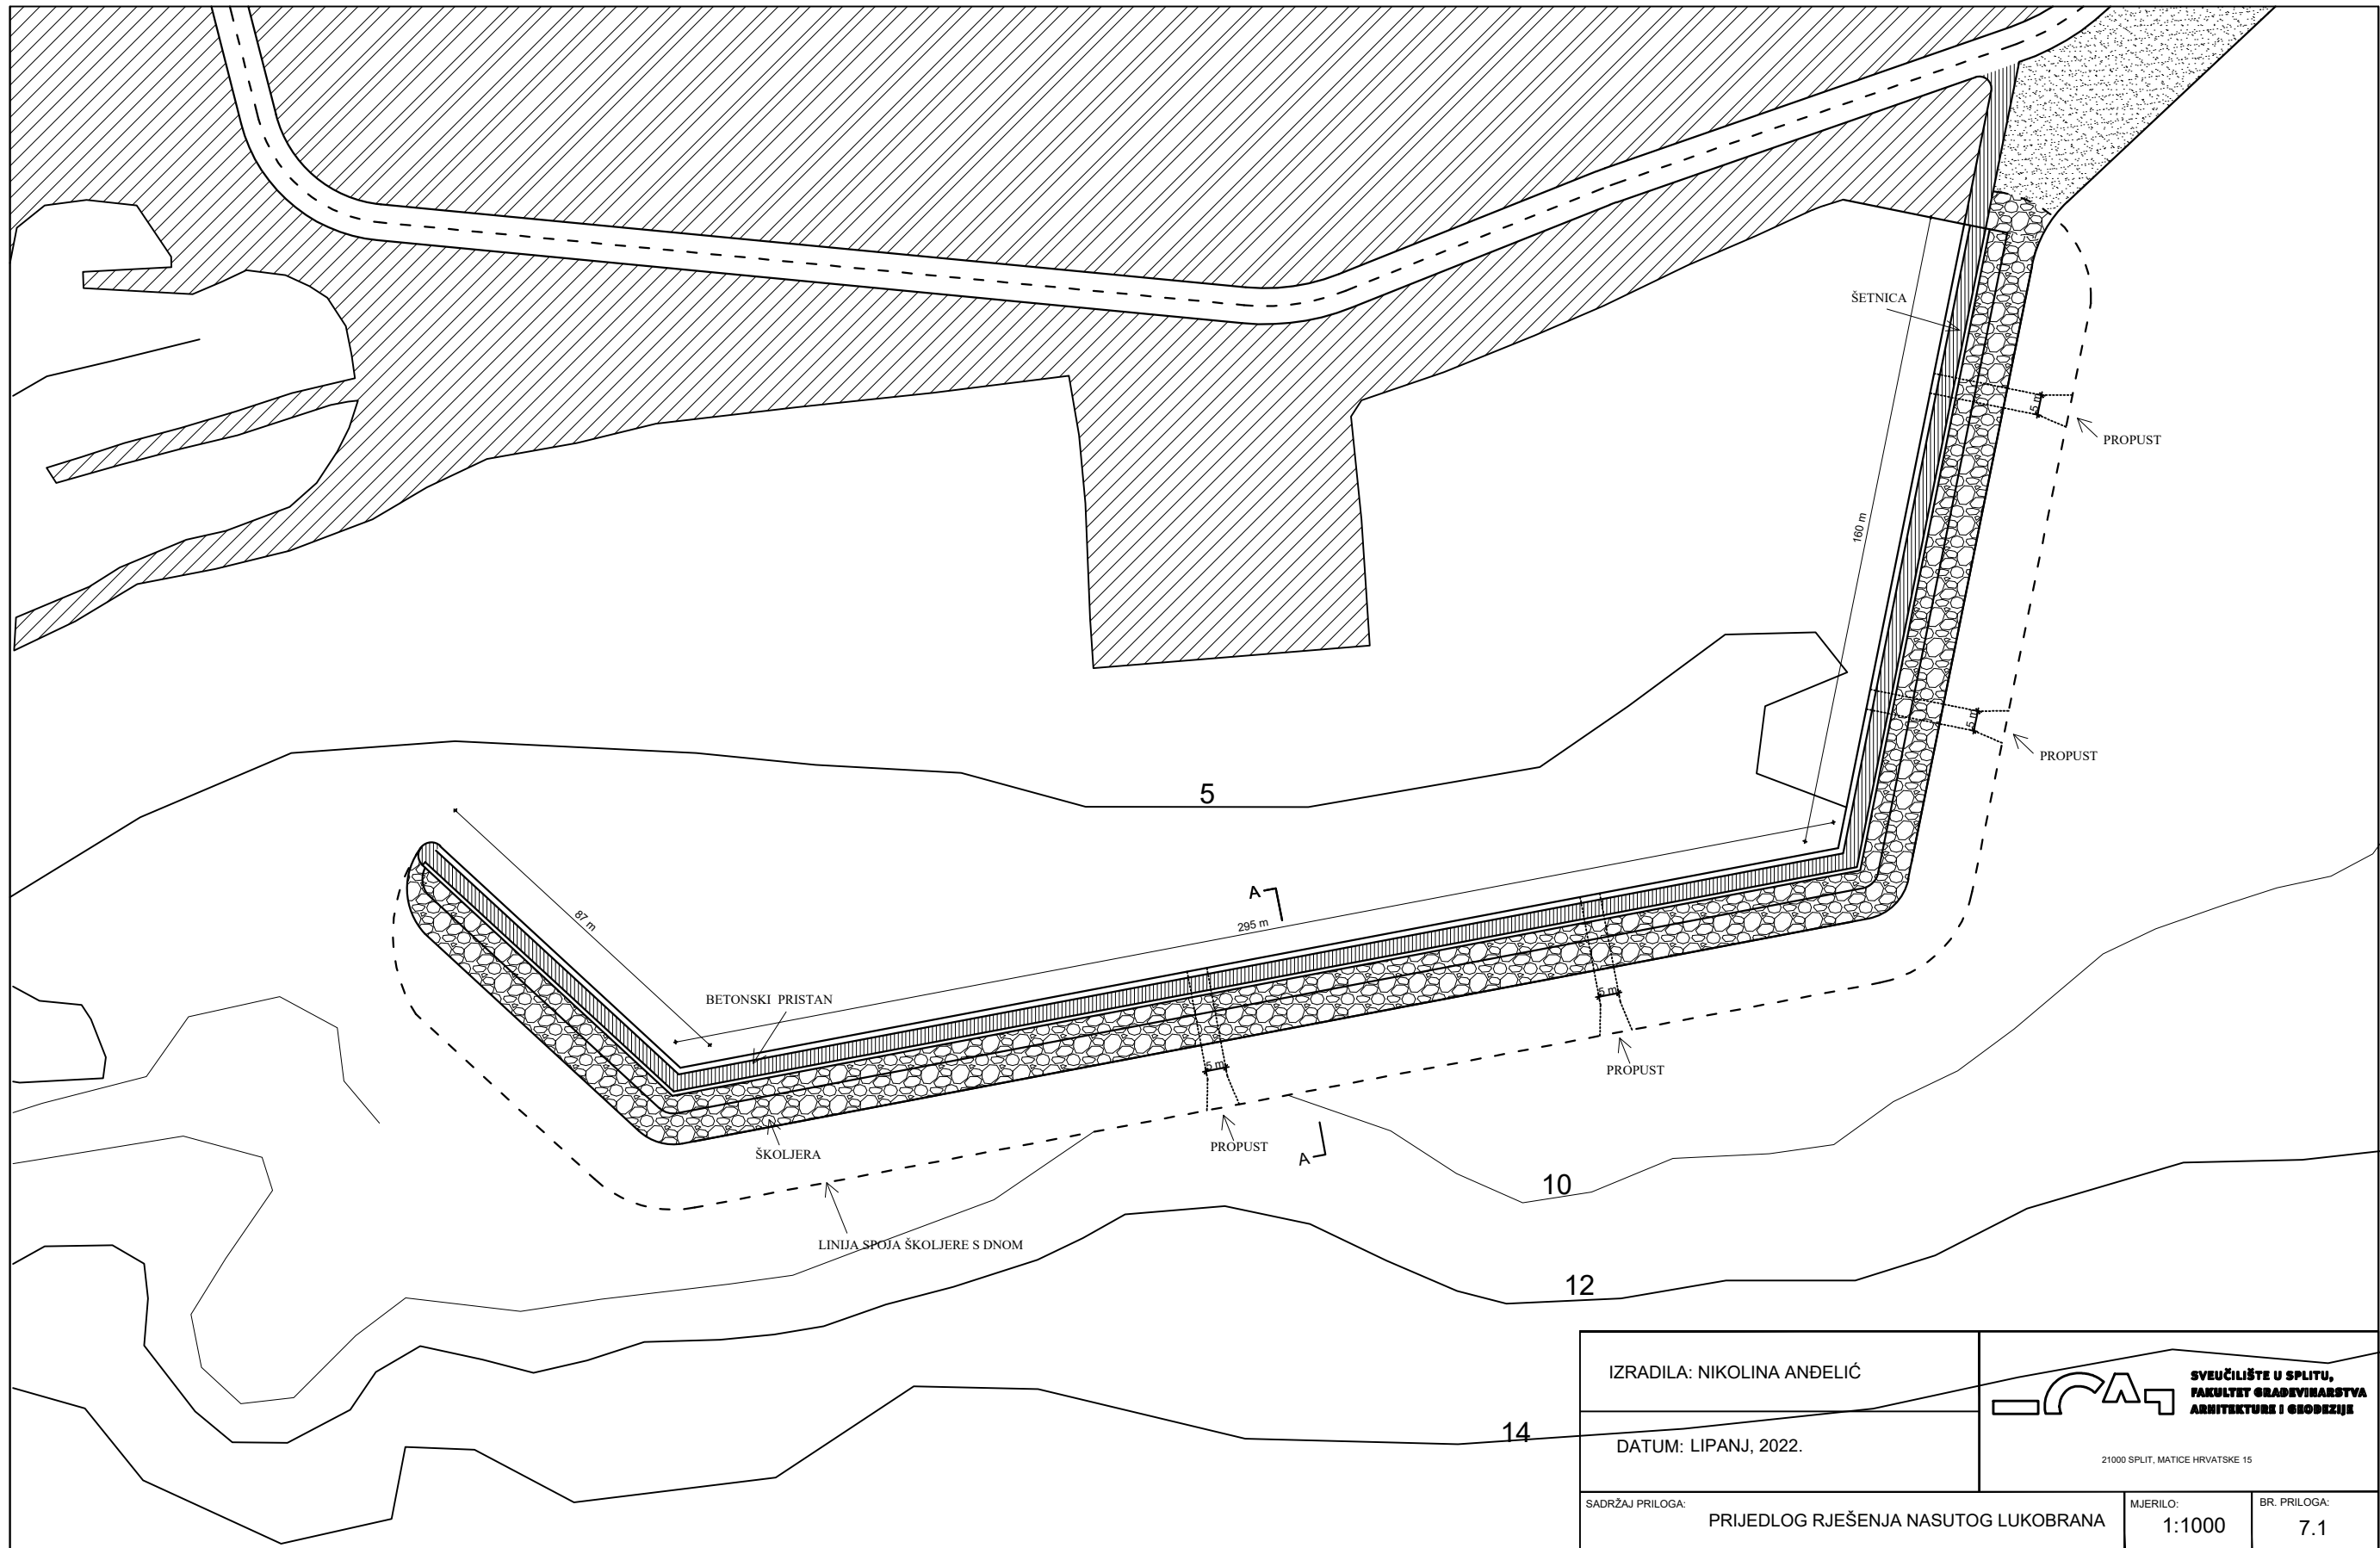 ŠETNICA
5 m
PROPUST
160 m
5 m
PROPUST
5
87 m
A
295 m
BETONSKI PRISTAN
5 m
PROPUST
5 m
PROPUST
A
ŠKOLJERA
LINIJA SPOJA ŠKOLJERE S DNOM
10
12
14
IZRADILA: NIKOLINA ANĐELIĆ
DATUM: LIPANJ, 2022.
SVEUČILIŠTE U SPLITU,
FAKULTET GRAĐEVINARSTVA
ARHITEKTURE I GEODEZIJE
21000 SPLIT, MATICE HRVATSKE 15
SADRŽAJ PRILOGA:
PRIJEDLOG RJEŠENJA NASUTOG LUKOBRANA
MJERILO:
1:1000
BR. PRILOGA:
7.1